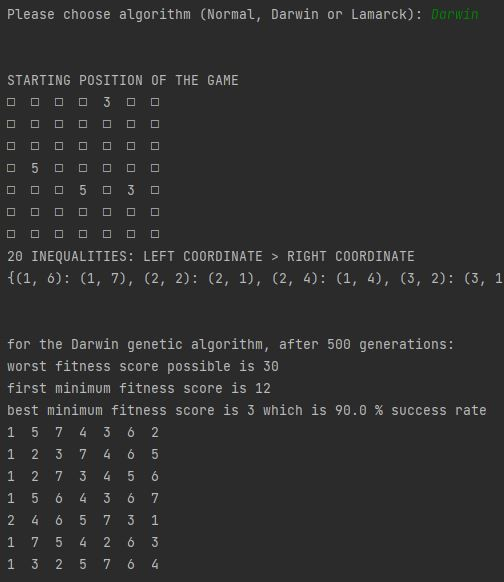 Please choose algorithm (Normal, Darwin or Lamarck): Darwin
STARTING POSITION OF THE GAME
□ □ □ □ 3 □ □
□ □ □ □ □ □ □
□ □ □ □ □ □ □
□ 5 □ □ □ □ □
□ □ □ 5 □ 3 □
□ □ □ □ □ □ □
□ □ □ □ □ □ □
20 INEQUALITIES: LEFT COORDINATE > RIGHT COORDINATE
{(1, 6): (1, 7), (2, 2): (2, 1), (2, 4): (1, 4), (3, 2): (3, 1
for the Darwin genetic algorithm, after 500 generations:
worst fitness score possible is 30
first minimum fitness score is 12
best minimum fitness score is 3 which is 90.0 % success rate
1 5 7 4 3 6 2
1 2 3 7 4 6 5
1 2 7 3 4 5 6
1 5 6 4 3 6 7
2 4 6 5 7 3 1
1 7 5 4 2 6 3
1 3 2 5 7 6 4